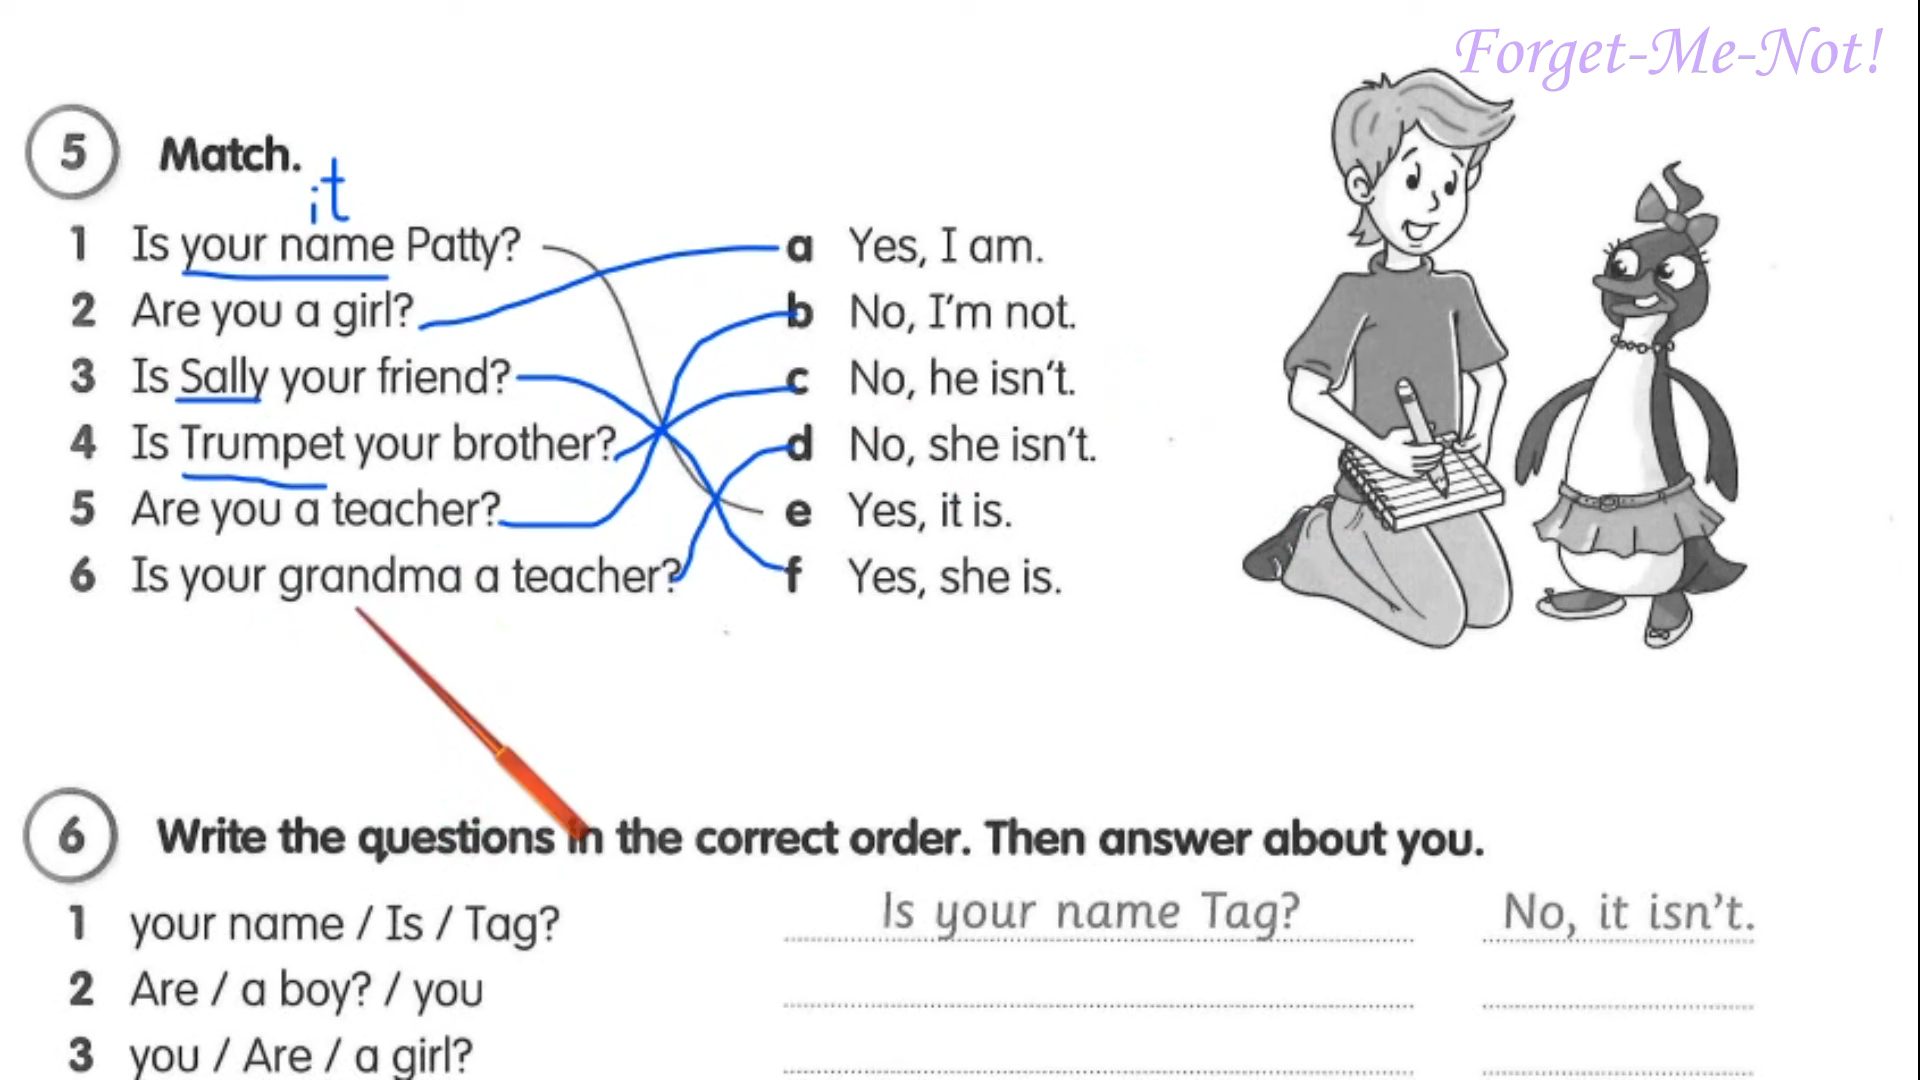 Forget-Me-Not!
5 Match.
it
1 Is your name Patty? a Yes, I am.
2 Are you a girl? b No, I'm not.
3 Is Sally your friend? c No, he isn't.
4 Is Trumpet your brother? d No, she isn't.
5 Are you a teacher? e Yes, it is.
6 Is your grandma a teacher? f Yes, she is.
6 Write the questions in the correct order. Then answer about you.
1 your name / Is / Tag? Is your name Tag? No, it isn't.
2 Are / a boy? / you
3 you / Are / a girl?